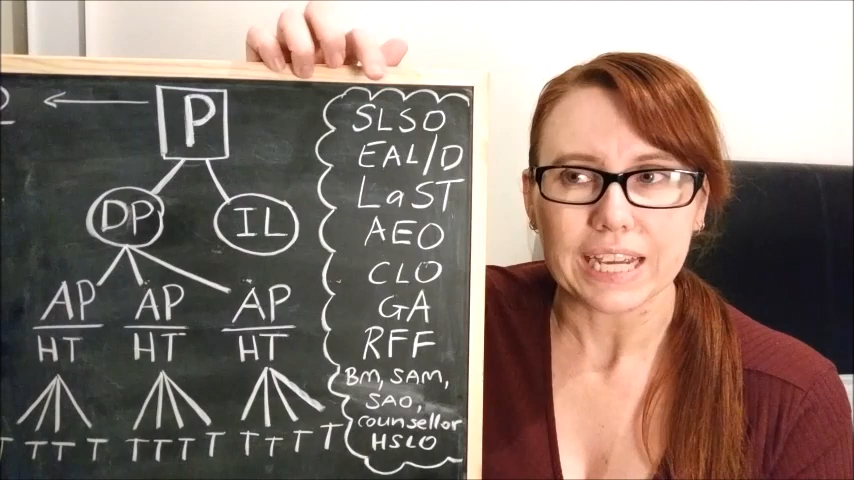 P
DP IL
AP AP AP
HT HT HT
T T T T T T T T T T T
SLSO
EAL/D
LaST
AEO
CLO
GA
RFF
BM, SAM,
SAO,
counsellor
HSLO